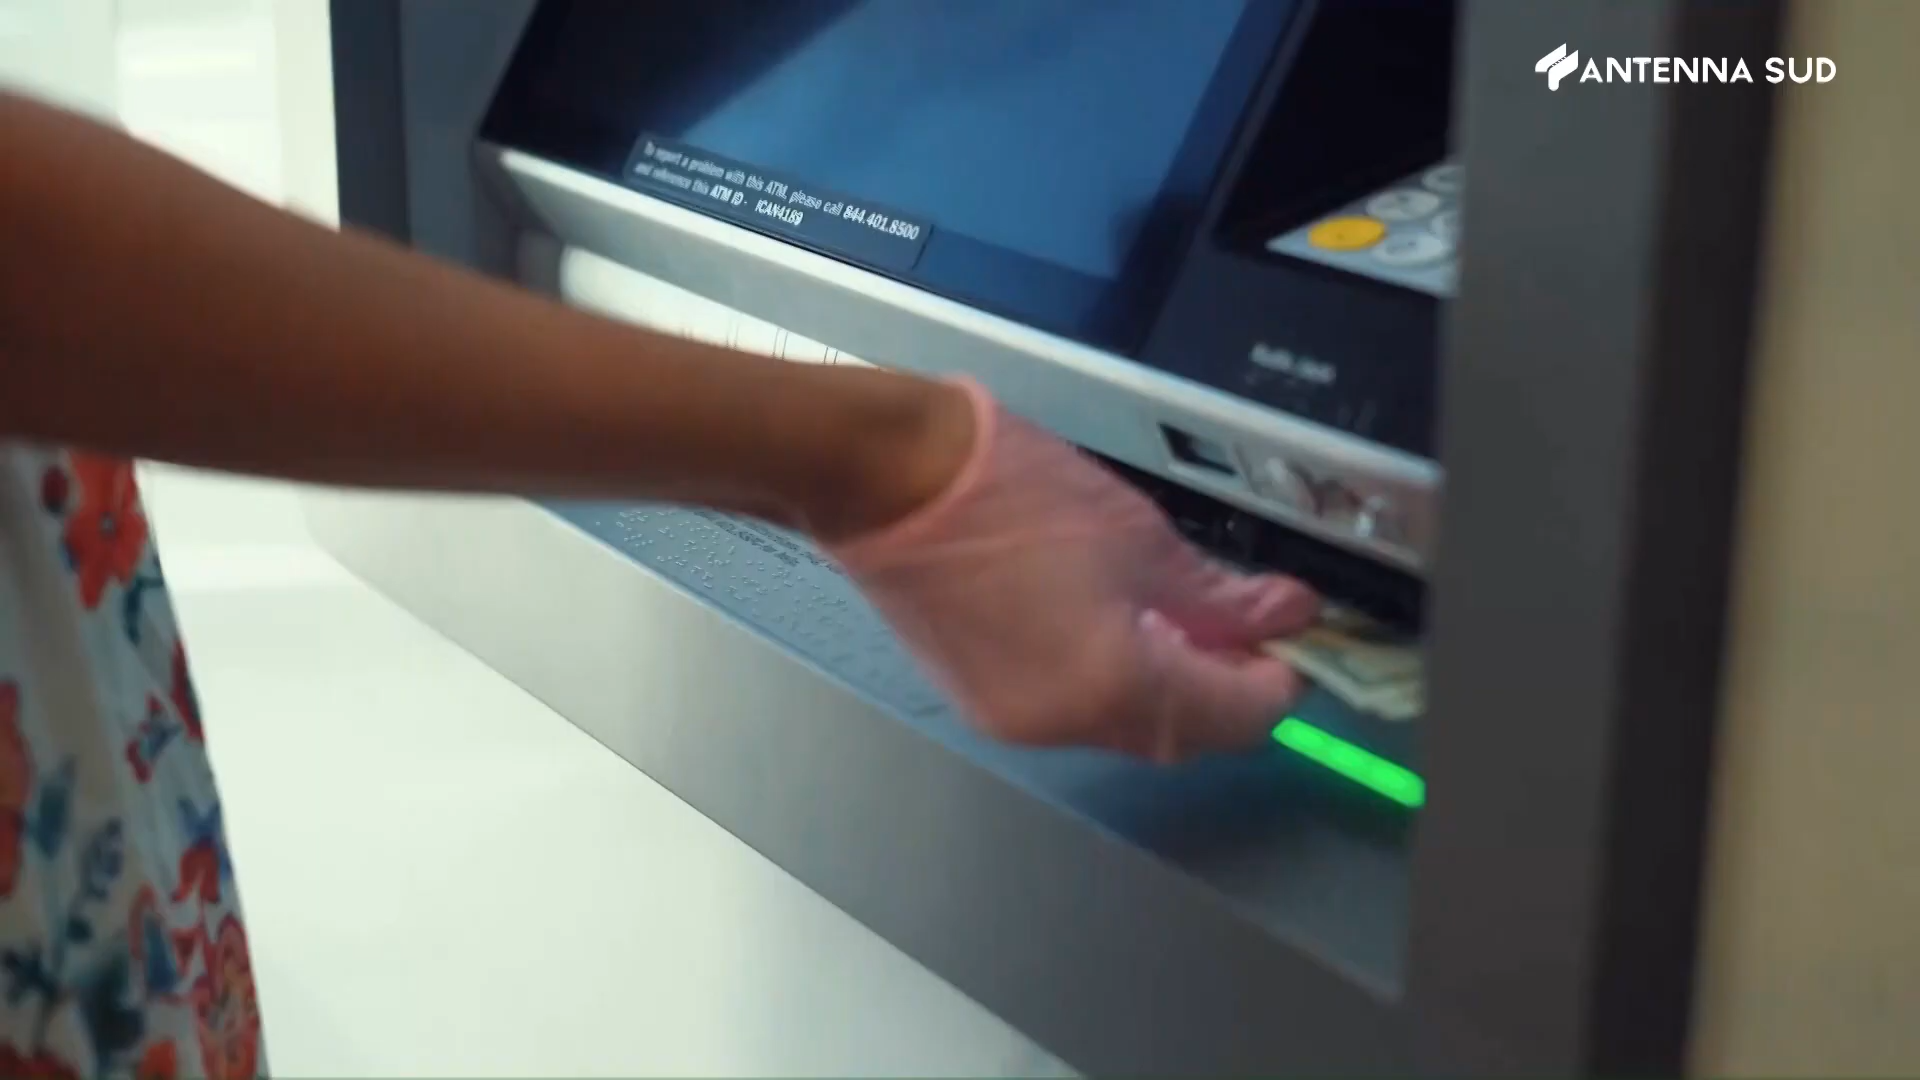 ANTENNA SUD
To report a problem with this ATM, please call 844.401.8500
and reference this ATM ID - ICAN4189